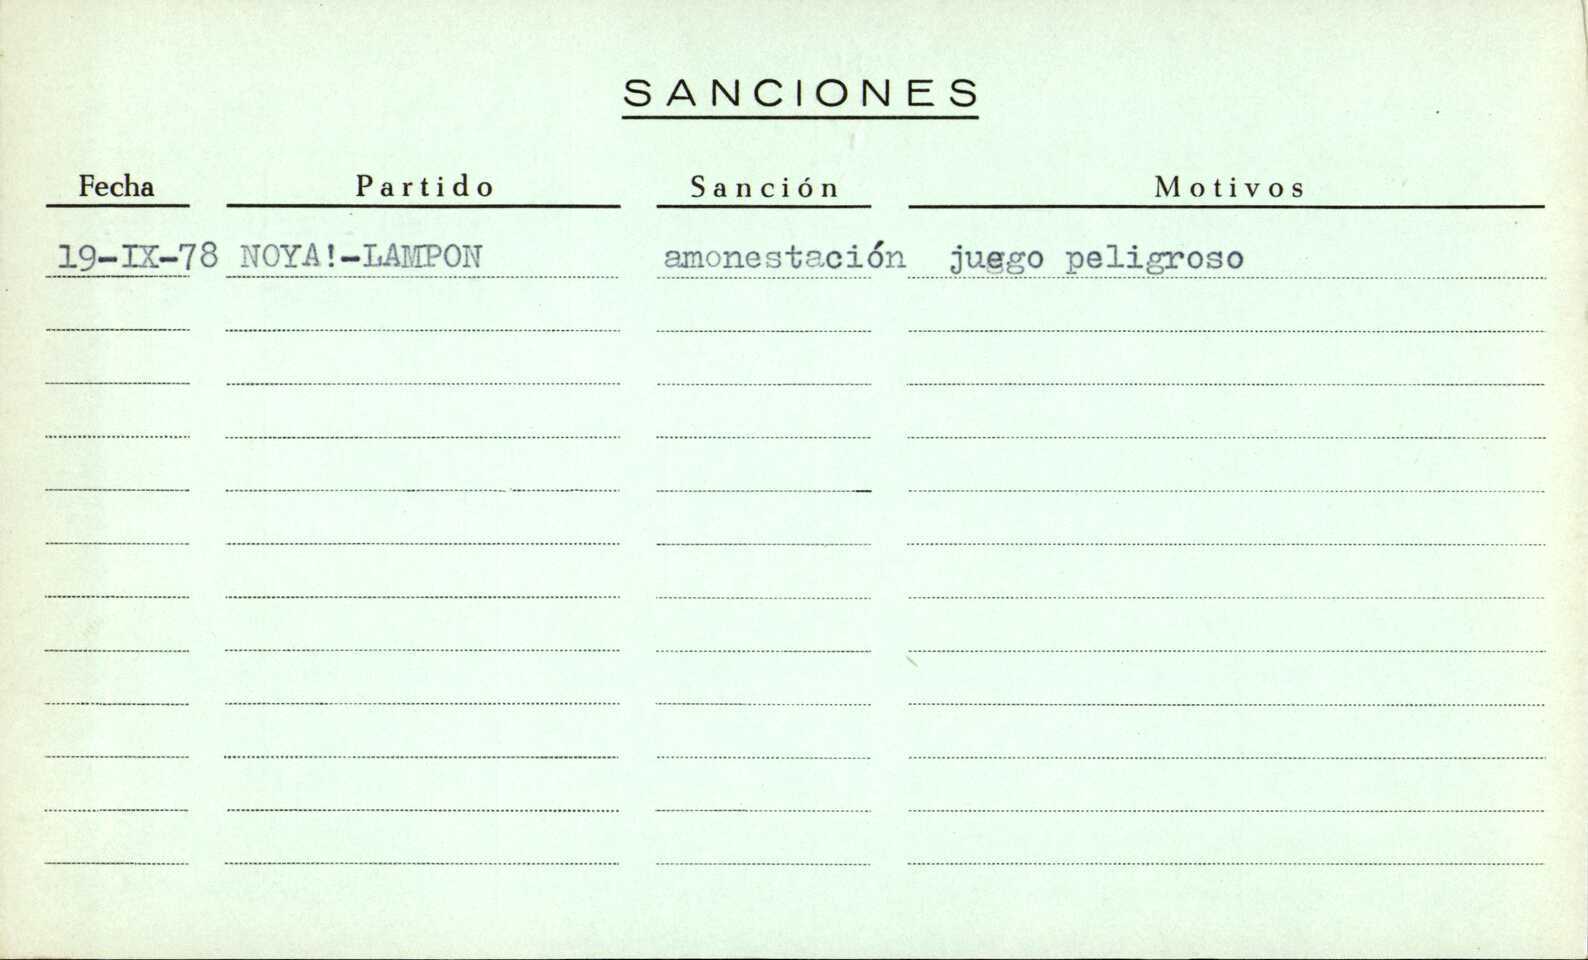 SANCIONES
Fecha Partido Sanción Motivos
19-IX-78 NOYA!-LAMPON amonestación juego peligroso